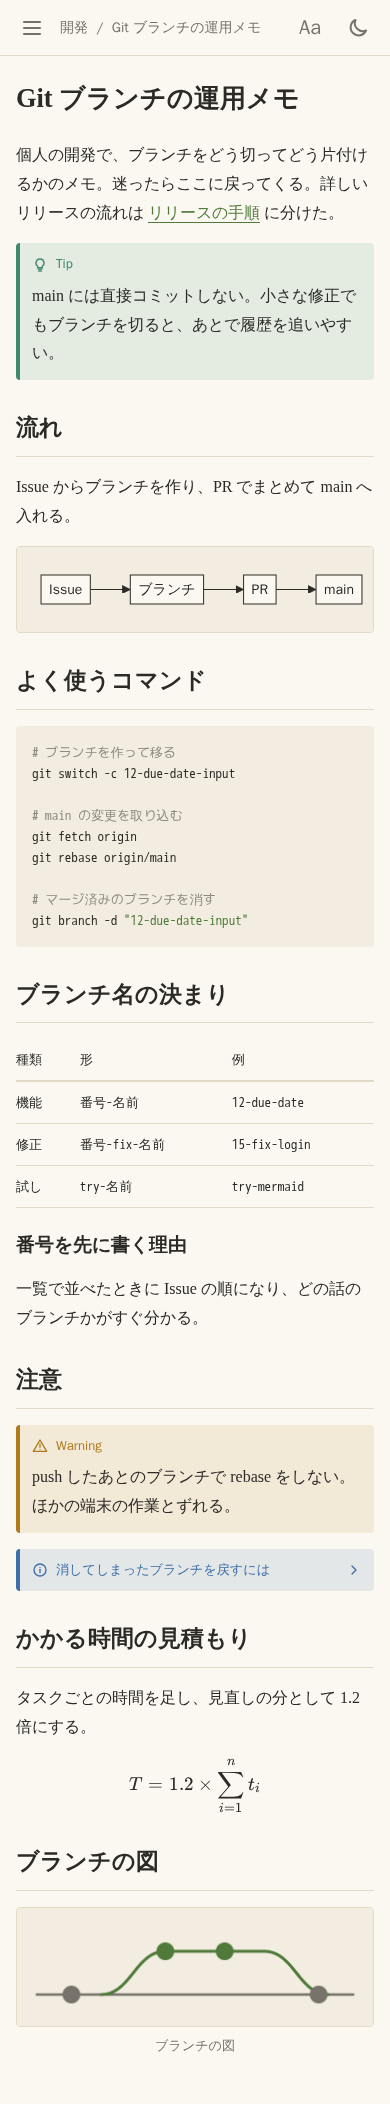 開発 / Git ブランチの運用メモ Aa
Git ブランチの運用メモ
個人の開発で、ブランチをどう切ってどう片付け
るかのメモ。迷ったらここに戻ってくる。詳しい
リリースの流れは リリースの手順 に分けた。
Tip
main には直接コミットしない。小さな修正で
もブランチを切ると、あとで履歴を追いやす
い。
流れ
Issue からブランチを作り、PR でまとめて main へ
入れる。
Issue ブランチ PR main
よく使うコマンド
# ブランチを作って移る
git switch -c 12-due-date-input
# main の変更を取り込む
git fetch origin
git rebase origin/main
# マージ済みのブランチを消す
git branch -d "12-due-date-input"
ブランチ名の決まり
種類 形 例
機能 番号-名前 12-due-date
修正 番号-fix-名前 15-fix-login
試し try-名前 try-mermaid
番号を先に書く理由
一覧で並べたときに Issue の順になり、どの話の
ブランチかがすぐ分かる。
注意
Warning
push したあとのブランチで rebase をしない。
ほかの端末の作業とずれる。
消してしまったブランチを戻すには
かかる時間の見積もり
タスクごとの時間を足し、見直しの分として 1.2
倍にする。
T = 1.2 × ∑_{i=1}^{n} t_i
ブランチの図
ブランチの図